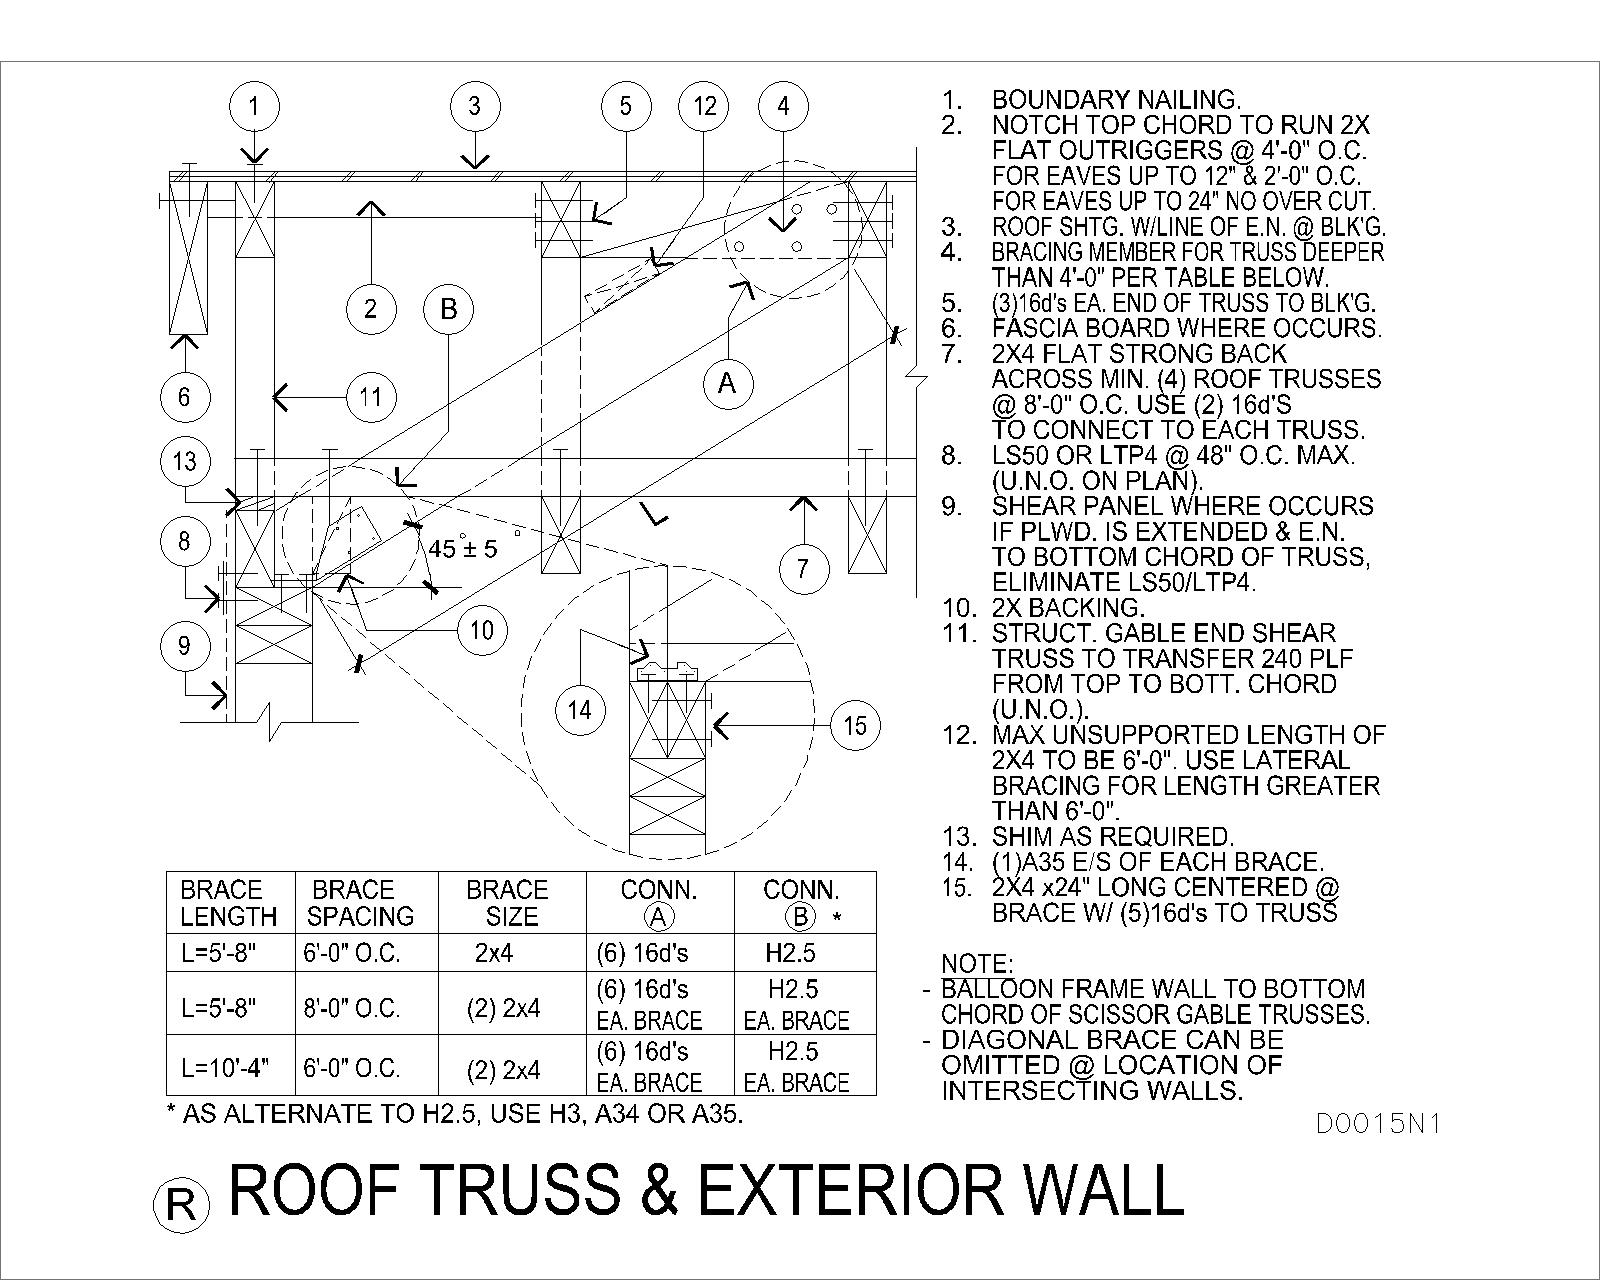 1
3
5
12
4
1. BOUNDARY NAILING.
2. NOTCH TOP CHORD TO RUN 2X
FLAT OUTRIGGERS @ 4'-0" O.C.
FOR EAVES UP TO 12" & 2'-0" O.C.
FOR EAVES UP TO 24" NO OVER CUT.
3. ROOF SHTG. W/LINE OF E.N. @ BLK'G.
4. BRACING MEMBER FOR TRUSS DEEPER
THAN 4'-0" PER TABLE BELOW.
5. (3)16d's EA. END OF TRUSS TO BLK'G.
6. FASCIA BOARD WHERE OCCURS.
7. 2X4 FLAT STRONG BACK
ACROSS MIN. (4) ROOF TRUSSES
@ 8'-0" O.C. USE (2) 16d'S
TO CONNECT TO EACH TRUSS.
8. LS50 OR LTP4 @ 48" O.C. MAX.
(U.N.O. ON PLAN).
9. SHEAR PANEL WHERE OCCURS
IF PLWD. IS EXTENDED & E.N.
TO BOTTOM CHORD OF TRUSS,
ELIMINATE LS50/LTP4.
10. 2X BACKING.
11. STRUCT. GABLE END SHEAR
TRUSS TO TRANSFER 240 PLF
FROM TOP TO BOTT. CHORD
(U.N.O.).
12. MAX UNSUPPORTED LENGTH OF
2X4 TO BE 6'-0". USE LATERAL
BRACING FOR LENGTH GREATER
THAN 6'-0".
13. SHIM AS REQUIRED.
14. (1)A35 E/S OF EACH BRACE.
15. 2X4 x24" LONG CENTERED @
BRACE W/ (5)16d's TO TRUSS
NOTE:
- BALLOON FRAME WALL TO BOTTOM
CHORD OF SCISSOR GABLE TRUSSES.
- DIAGONAL BRACE CAN BE
OMITTED @ LOCATION OF
INTERSECTING WALLS.
2
B
6
11
A
13
8
45°± 5
L
7
9
10
14
15
BRACE LENGTH BRACE SPACING BRACE SIZE CONN. A CONN. B *
L=5'-8" 6'-0" O.C. 2x4 (6) 16d's H2.5
L=5'-8" 8'-0" O.C. (2) 2x4 (6) 16d's EA. BRACE H2.5 EA. BRACE
L=10'-4" 6'-0" O.C. (2) 2x4 (6) 16d's EA. BRACE H2.5 EA. BRACE
* AS ALTERNATE TO H2.5, USE H3, A34 OR A35.
D0015N1
R ROOF TRUSS & EXTERIOR WALL